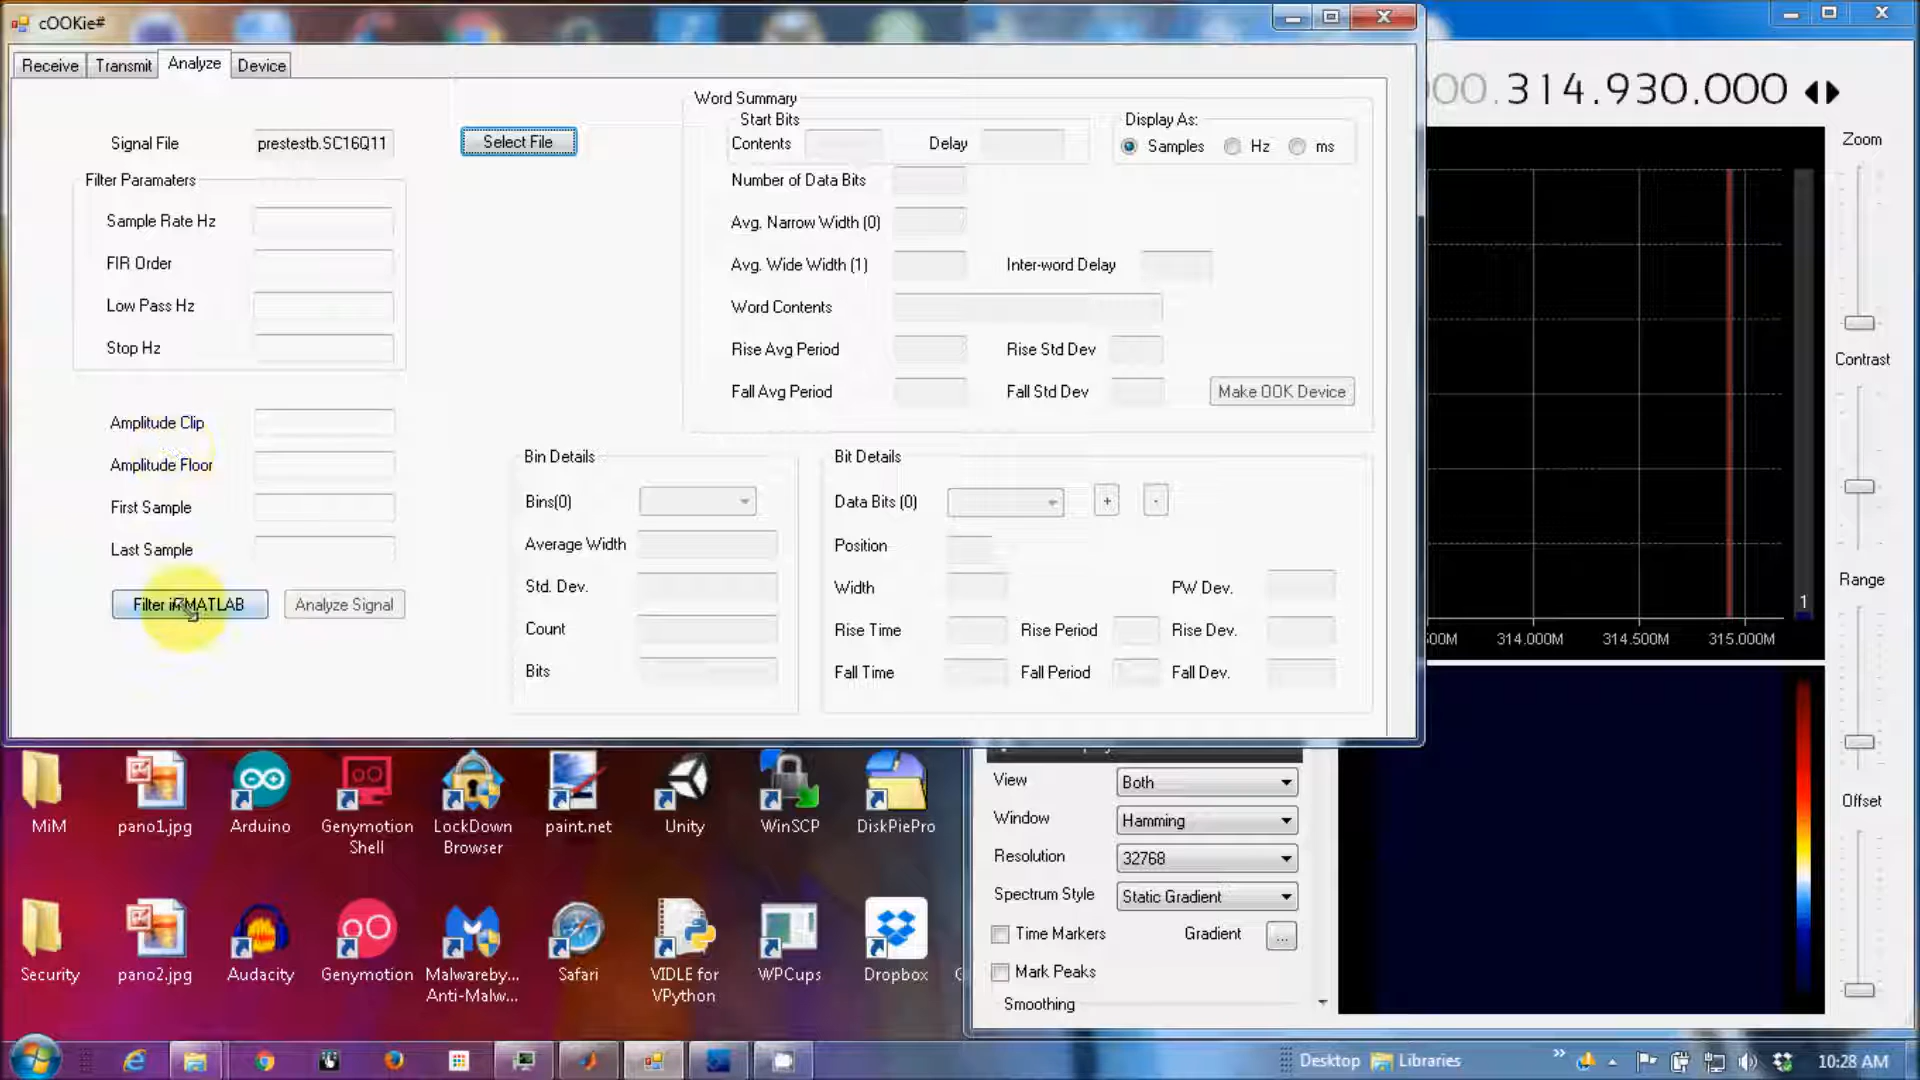 cOOKie#
Receive
Transmit
Analyze
Device
Signal File
prestestb.SC16Q11
Select File
Filter Paramaters
Sample Rate Hz
FIR Order
Low Pass Hz
Stop Hz
Amplitude Clip
Amplitude Floor
First Sample
Last Sample
Filter in MATLAB
Analyze Signal
Word Summary
Start Bits
Contents
Delay
Display As:
Samples
Hz
ms
Number of Data Bits
Avg. Narrow Width (0)
Avg. Wide Width (1)
Inter-word Delay
Word Contents
Rise Avg Period
Rise Std Dev
Fall Avg Period
Fall Std Dev
Make OOK Device
Bin Details
Bins(0)
Average Width
Std. Dev.
Count
Bits
Bit Details
Data Bits (0)
+
-
Position
Width
PW Dev.
Rise Time
Rise Period
Rise Dev.
Fall Time
Fall Period
Fall Dev.
000.314.930.000
Zoom
Contrast
Range
Offset
1
314.000M
314.500M
315.000M
View
Both
Window
Hamming
Resolution
32768
Spectrum Style
Static Gradient
Time Markers
Gradient
...
Mark Peaks
Smoothing
MiM
pano1.jpg
Arduino
Genymotion
Shell
LockDown
Browser
paint.net
Unity
WinSCP
DiskPiePro
Security
pano2.jpg
Audacity
Genymotion
Malwareby...
Anti-Malw...
Safari
VIDLE for
VPython
WPCups
Dropbox
Desktop
Libraries
10:28 AM